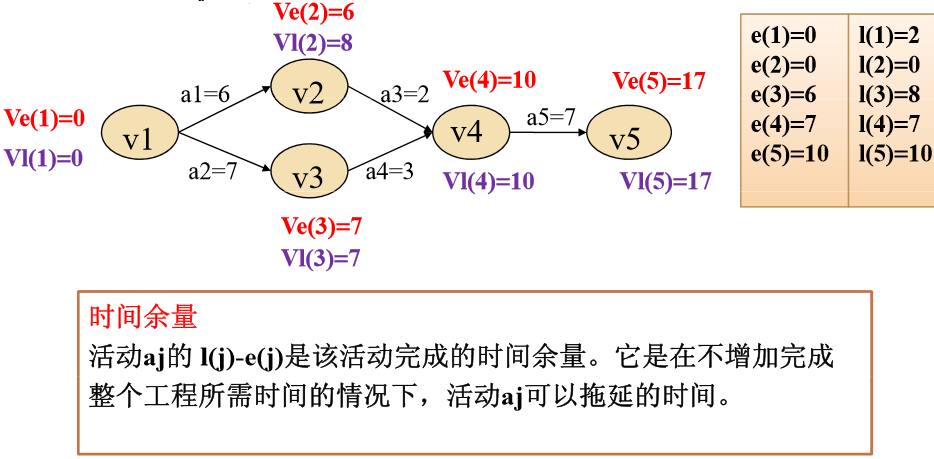 Ve(2)=6
Vl(2)=8
a1=6
v2
a3=2
Ve(4)=10
Ve(5)=17
Ve(1)=0
Vl(1)=0
v1
v4
a5=7
v5
a2=7
v3
a4=3
Vl(4)=10
Vl(5)=17
Ve(3)=7
Vl(3)=7
e(1)=0 l(1)=2
e(2)=0 l(2)=0
e(3)=6 l(3)=8
e(4)=7 l(4)=7
e(5)=10 l(5)=10
时间余量
活动aj的 l(j)-e(j)是该活动完成的时间余量。它是在不增加完成
整个工程所需时间的情况下，活动aj可以拖延的时间。